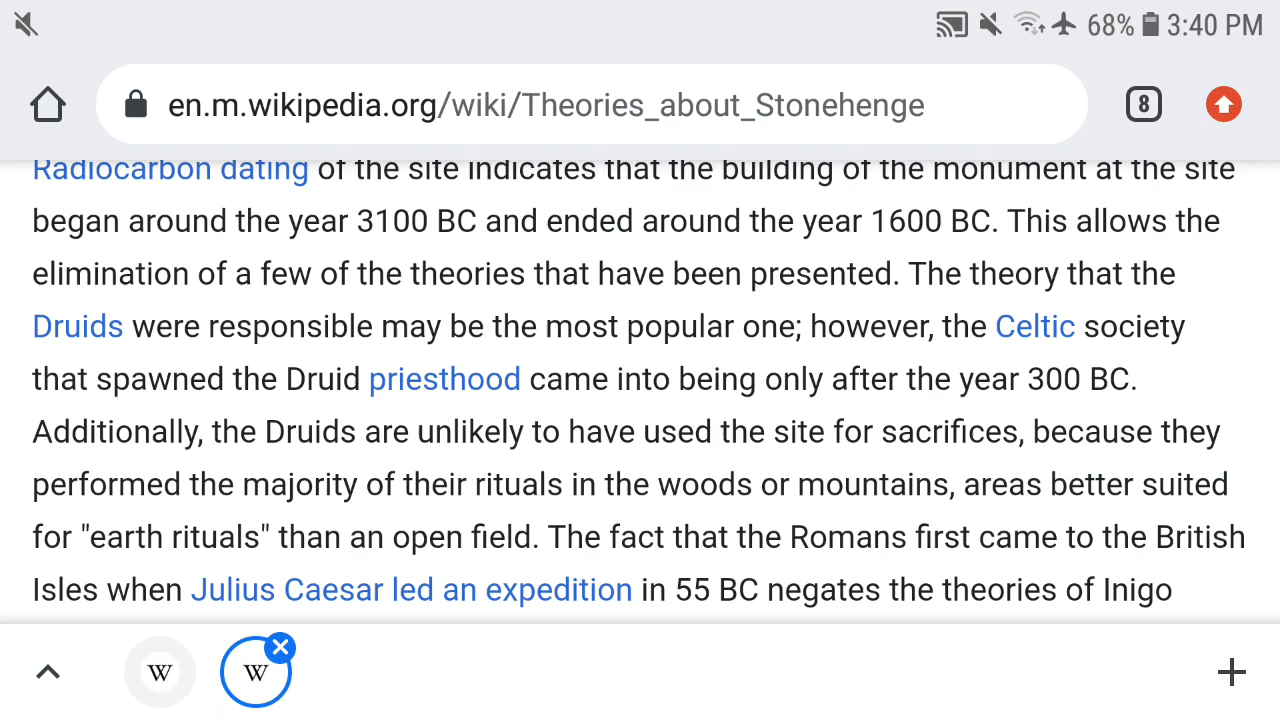 68% 3:40 PM
en.m.wikipedia.org/wiki/Theories_about_Stonehenge
8
Radiocarbon dating of the site indicates that the building of the monument at the site
began around the year 3100 BC and ended around the year 1600 BC. This allows the
elimination of a few of the theories that have been presented. The theory that the
Druids were responsible may be the most popular one; however, the Celtic society
that spawned the Druid priesthood came into being only after the year 300 BC.
Additionally, the Druids are unlikely to have used the site for sacrifices, because they
performed the majority of their rituals in the woods or mountains, areas better suited
for "earth rituals" than an open field. The fact that the Romans first came to the British
Isles when Julius Caesar led an expedition in 55 BC negates the theories of Inigo
W W